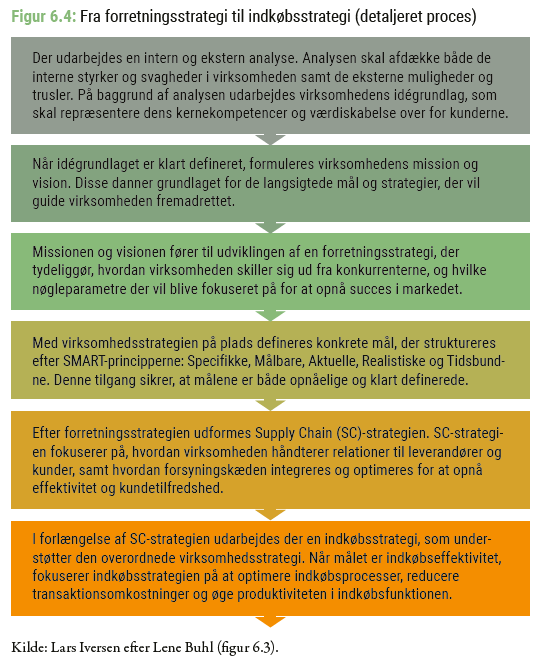 Figur 6.4: Fra forretningsstrategi til indkøbsstrategi (detaljeret proces)
Der udarbejdes en intern og ekstern analyse. Analysen skal afdække både de
interne styrker og svagheder i virksomheden samt de eksterne muligheder og
trusler. På baggrund af analysen udarbejdes virksomhedens idégrundlag, som
skal repræsentere dens kernekompetencer og værdiskabelse over for kunderne.
Når idégrundlaget er klart defineret, formuleres virksomhedens mission og
vision. Disse danner grundlaget for de langsigtede mål og strategier, der vil
guide virksomheden fremadrettet.
Missionen og visionen fører til udviklingen af en forretningsstrategi, der
tydeliggør, hvordan virksomheden skiller sig ud fra konkurrenterne, og hvilke
nøgleparametre der vil blive fokuseret på for at opnå succes i markedet.
Med virksomhedsstrategien på plads defineres konkrete mål, der struktureres
efter SMART-principperne: Specifikke, Målbare, Aktuelle, Realistiske og Tidsbund-
ne. Denne tilgang sikrer, at målene er både opnåelige og klart definerede.
Efter forretningsstrategien udformes Supply Chain (SC)-strategien. SC-strategi-
en fokuserer på, hvordan virksomheden håndterer relationer til leverandører og
kunder, samt hvordan forsyningskæden integreres og optimeres for at opnå
effektivitet og kundetilfredshed.
I forlængelse af SC-strategien udarbejdes der en indkøbsstrategi, som under-
støtter den overordnede virksomhedsstrategi. Når målet er indkøbseffektivitet,
fokuserer indkøbsstrategien på at optimere indkøbsprocesser, reducere
transaktionsomkostninger og øge produktiviteten i indkøbsfunktionen.
Kilde: Lars Iversen efter Lene Buhl (figur 6.3).